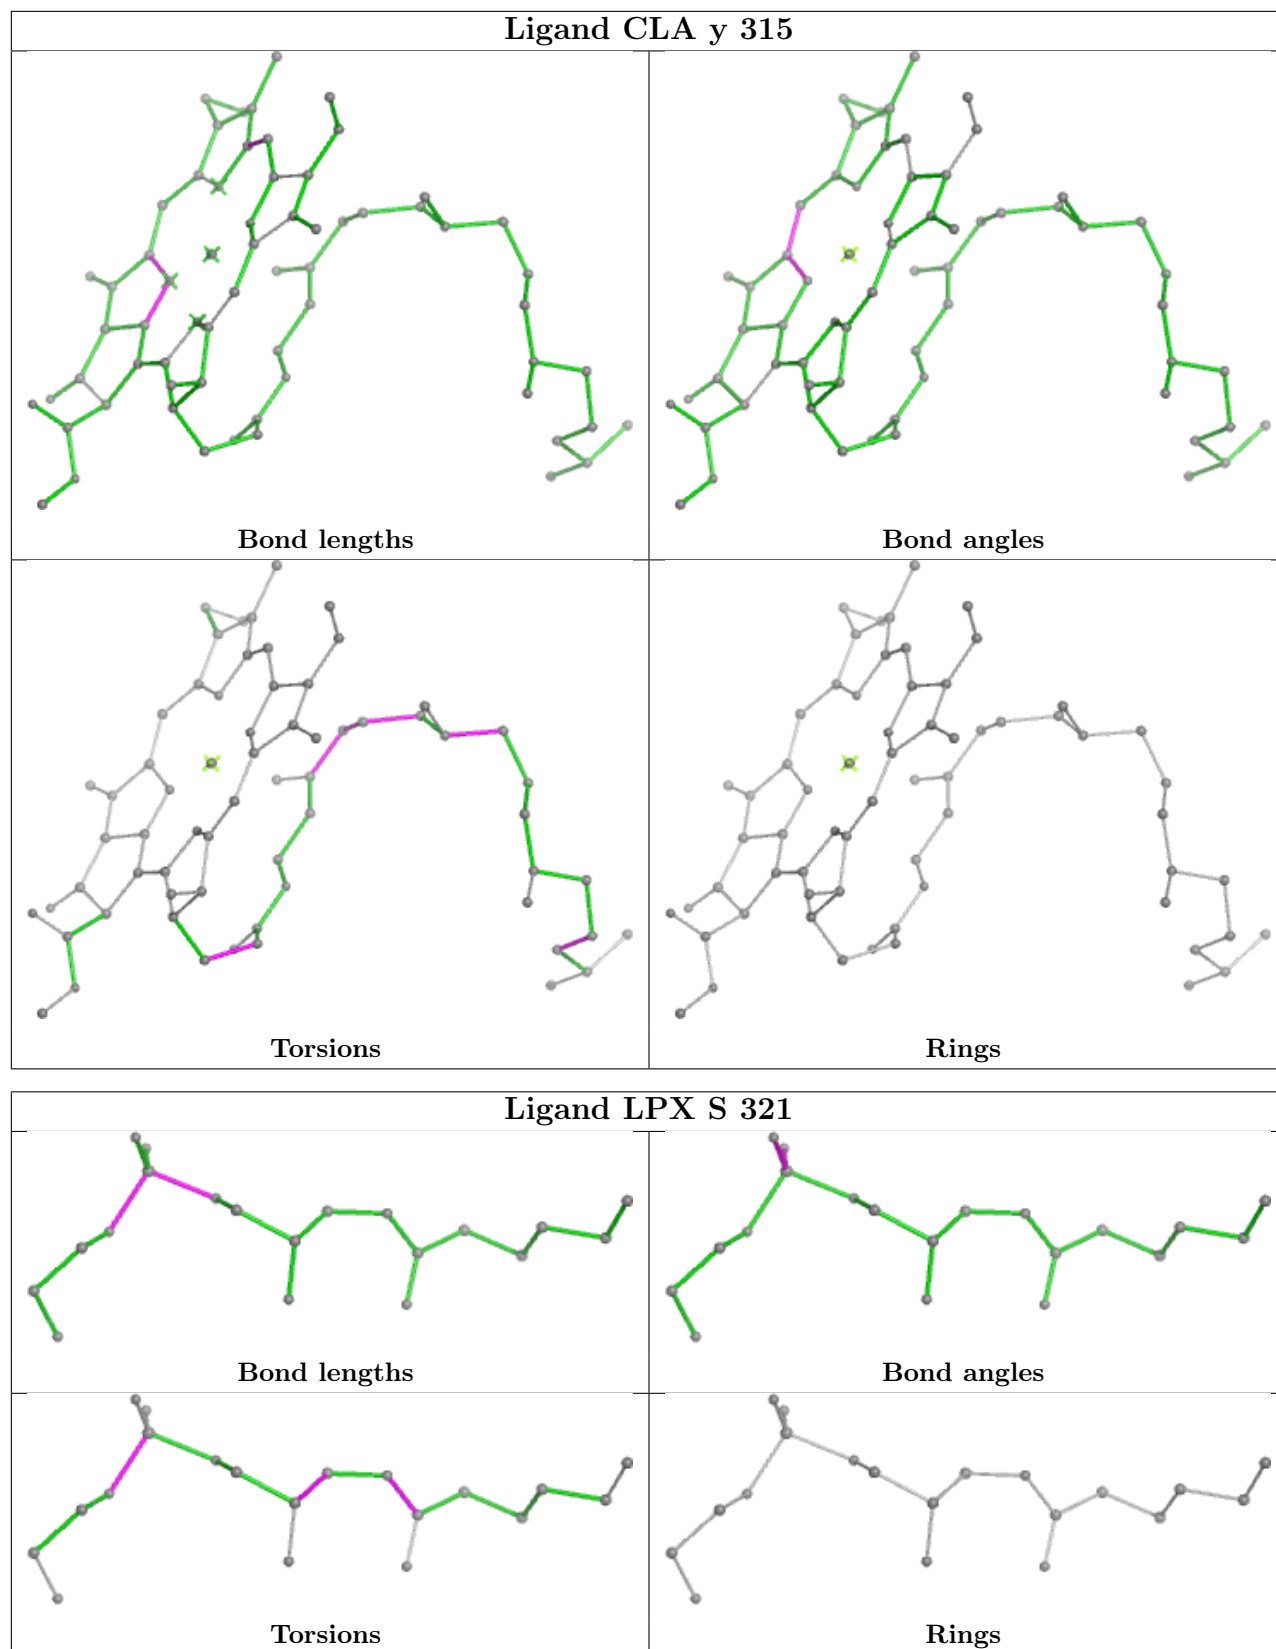 Ligand CLA y 315
Bond lengths
Bond angles
Torsions
Rings
Ligand LPX S 321
Bond lengths
Bond angles
Torsions
Rings